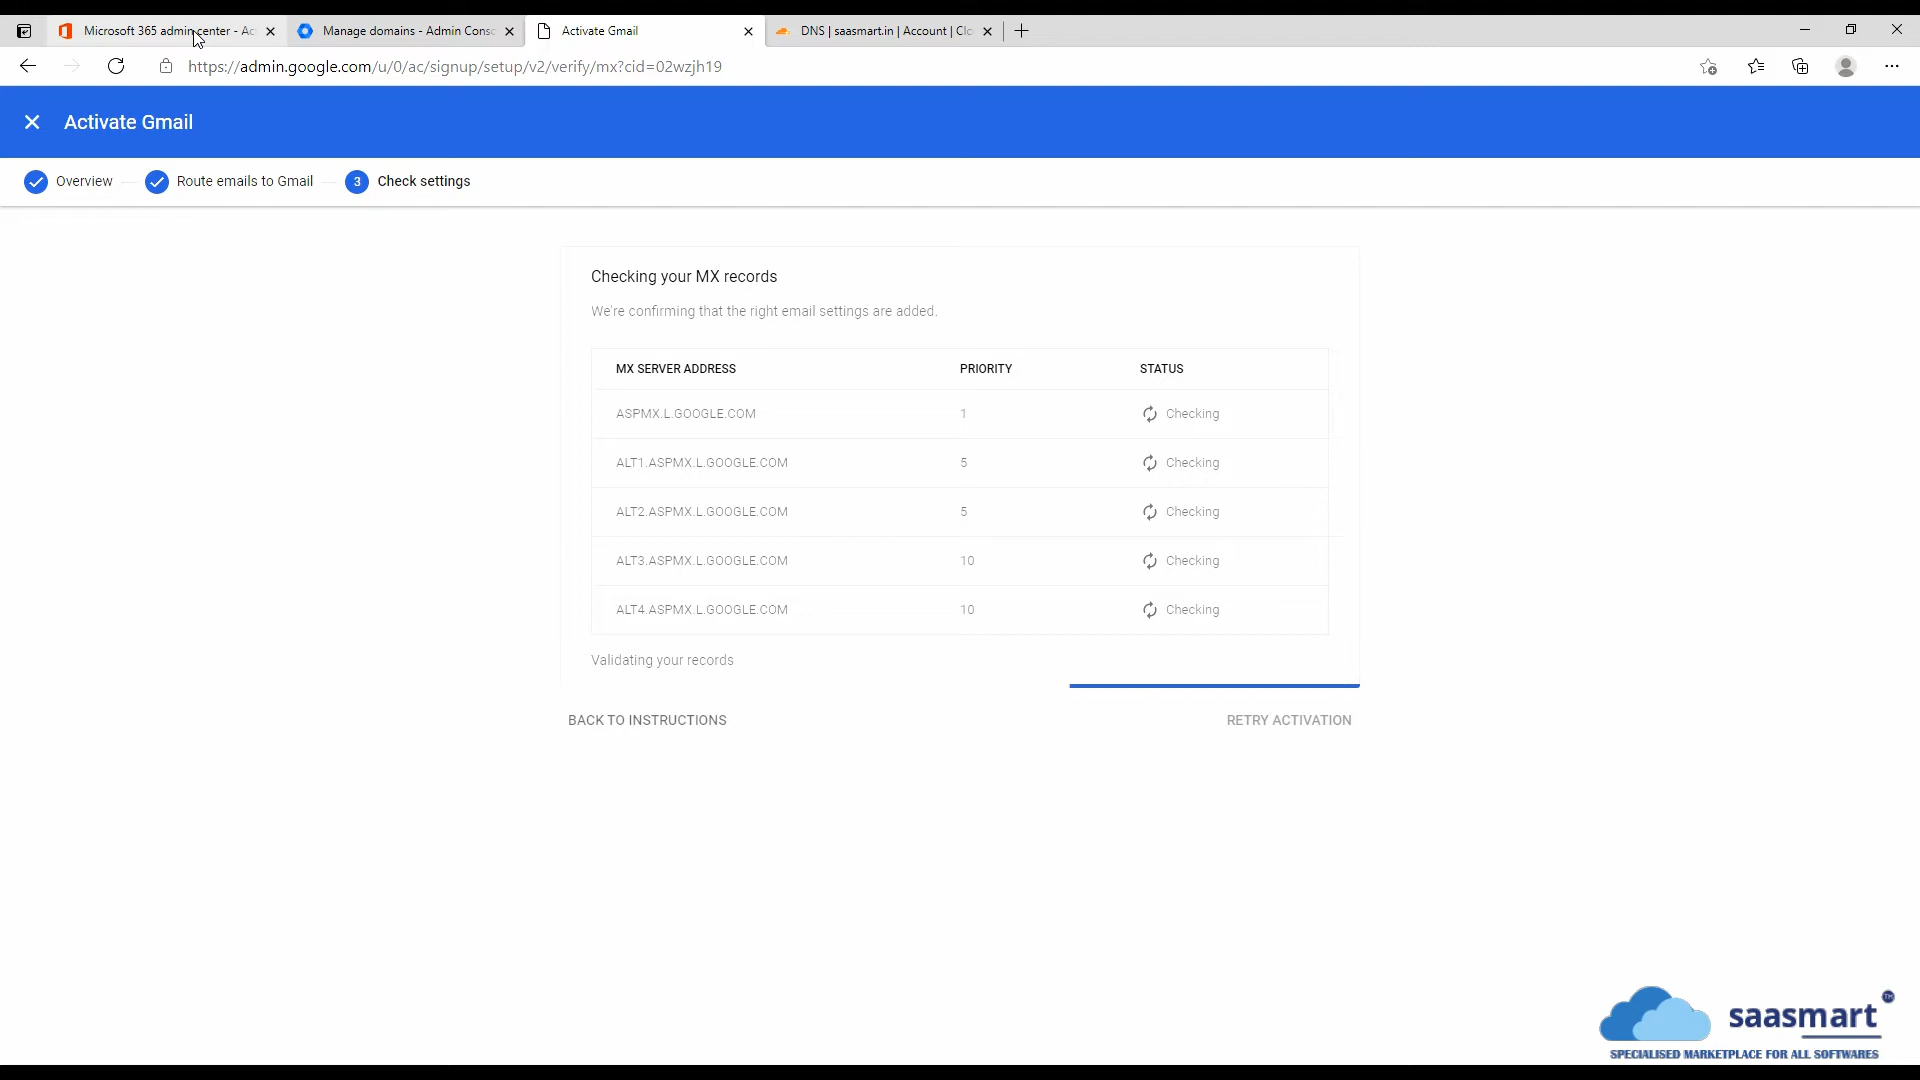 Microsoft 365 admin center - Ac
Manage domains - Admin Consc
Activate Gmail
DNS | saasmart.in | Account | Clo
https://admin.google.com/u/0/ac/signup/setup/v2/verify/mx?cid=02wzjh19
Activate Gmail
Overview
Route emails to Gmail
3 Check settings
Checking your MX records
We're confirming that the right email settings are added.
MX SERVER ADDRESS PRIORITY STATUS
ASPMX.L.GOOGLE.COM 1 Checking
ALT1.ASPMX.L.GOOGLE.COM 5 Checking
ALT2.ASPMX.L.GOOGLE.COM 5 Checking
ALT3.ASPMX.L.GOOGLE.COM 10 Checking
ALT4.ASPMX.L.GOOGLE.COM 10 Checking
Validating your records
BACK TO INSTRUCTIONS RETRY ACTIVATION
saasmart TM
SPECIALISED MARKETPLACE FOR ALL SOFTWARES